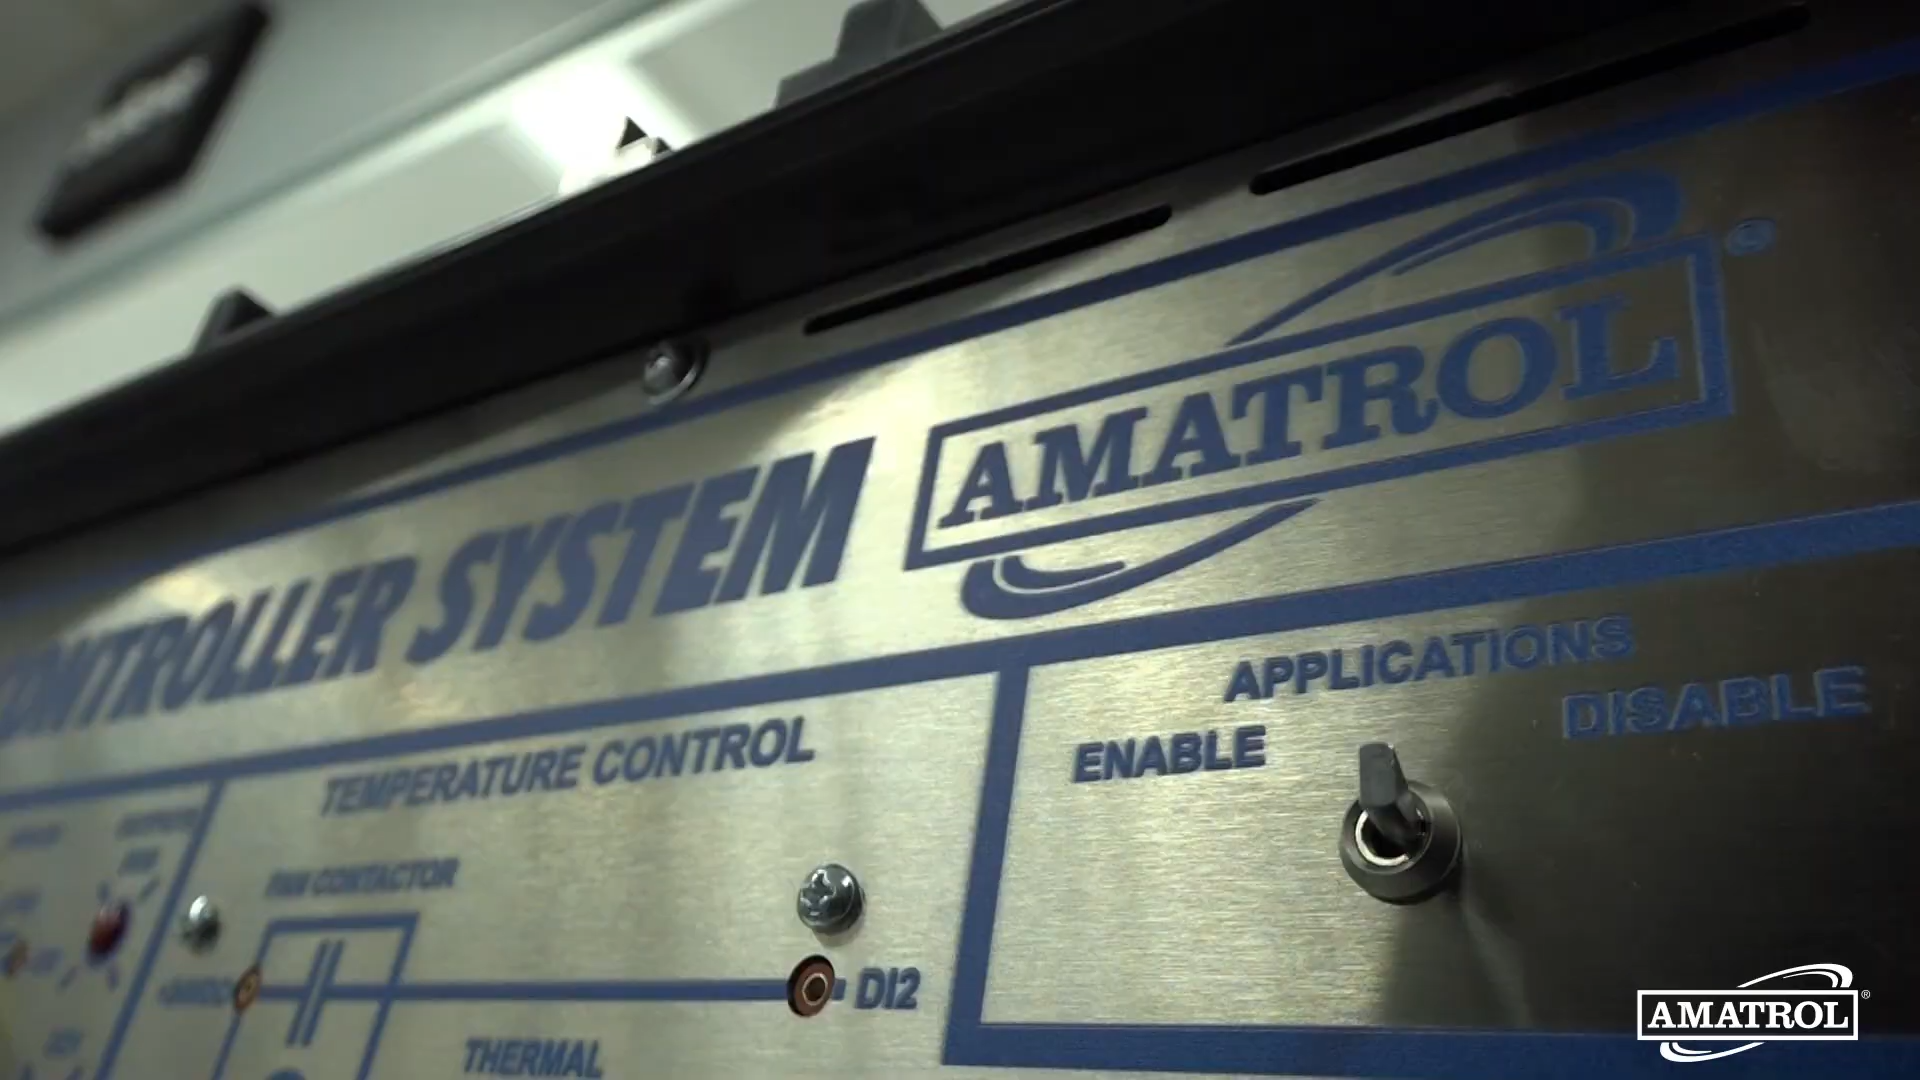 CONTROLLER SYSTEM
AMATROL®
APPLICATIONS
ENABLE
DISABLE
TEMPERATURE CONTROL
FAN CONTACTOR
DI2
THERMAL
AMATROL®